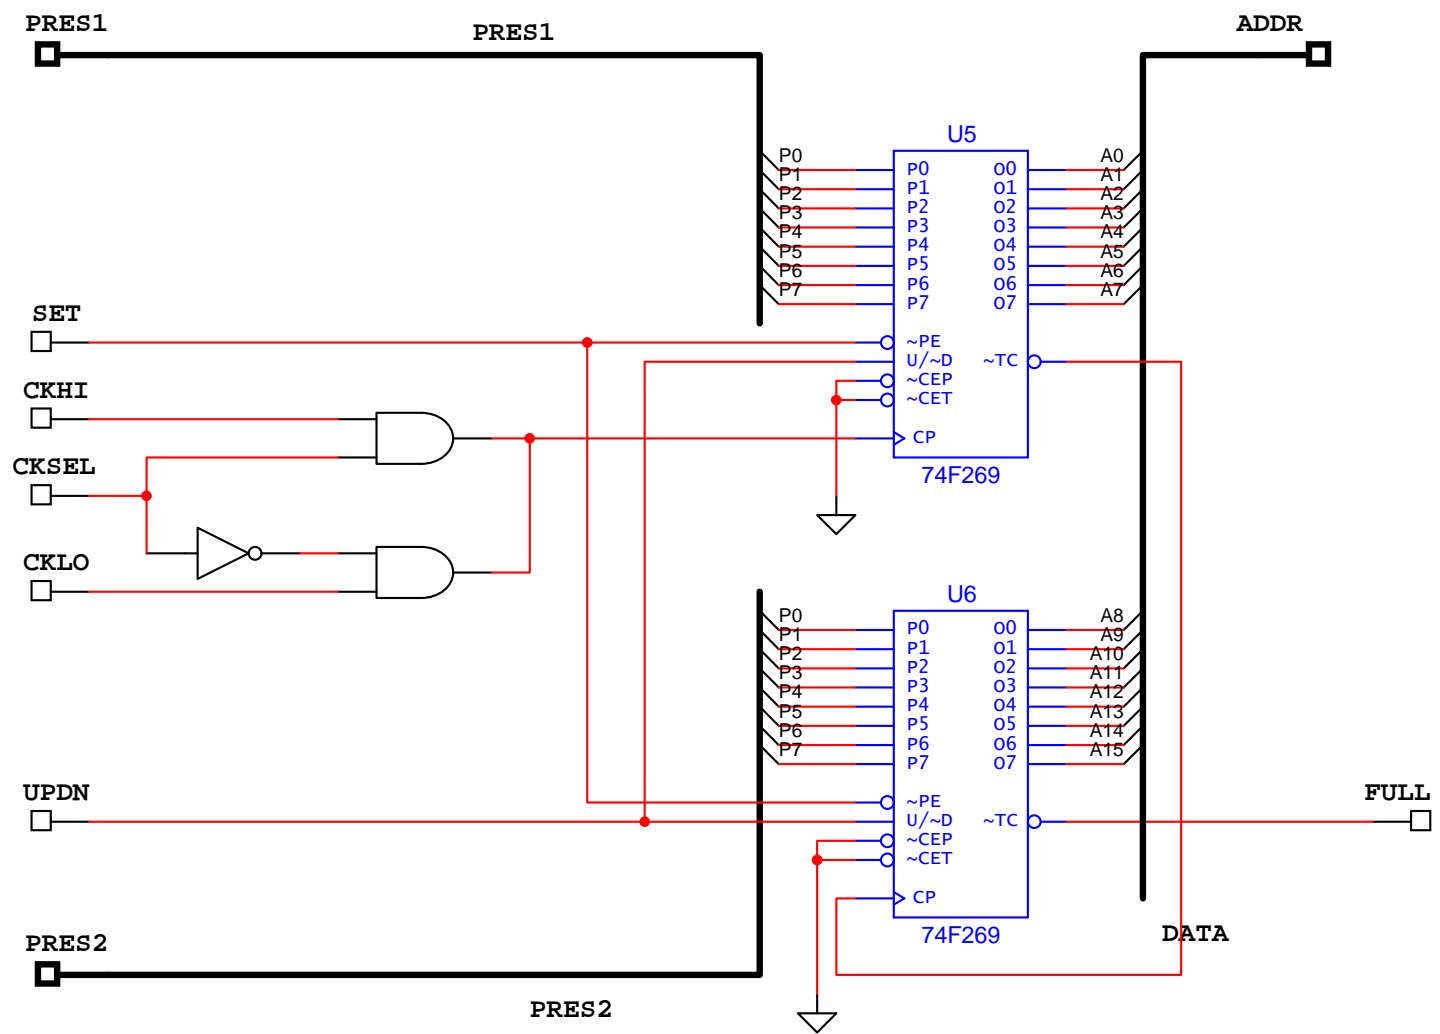 PRES1
PRES1
ADDR
U5
P0 P0 O0 A0
P1 P1 O1 A1
P2 P2 O2 A2
P3 P3 O3 A3
P4 P4 O4 A4
P5 P5 O5 A5
P6 P6 O6 A6
P7 P7 O7 A7
SET
~PE
U/~D ~TC
~CEP
CKHI
~CET
CP
CKSEL
74F269
CKLO
U6
P0 P0 O0 A8
P1 P1 O1 A9
P2 P2 O2 A10
P3 P3 O3 A11
P4 P4 O4 A12
P5 P5 O5 A13
P6 P6 O6 A14
P7 P7 O7 A15
UPDN
FULL
~PE
U/~D ~TC
~CEP
~CET
CP
74F269
DATA
PRES2
PRES2